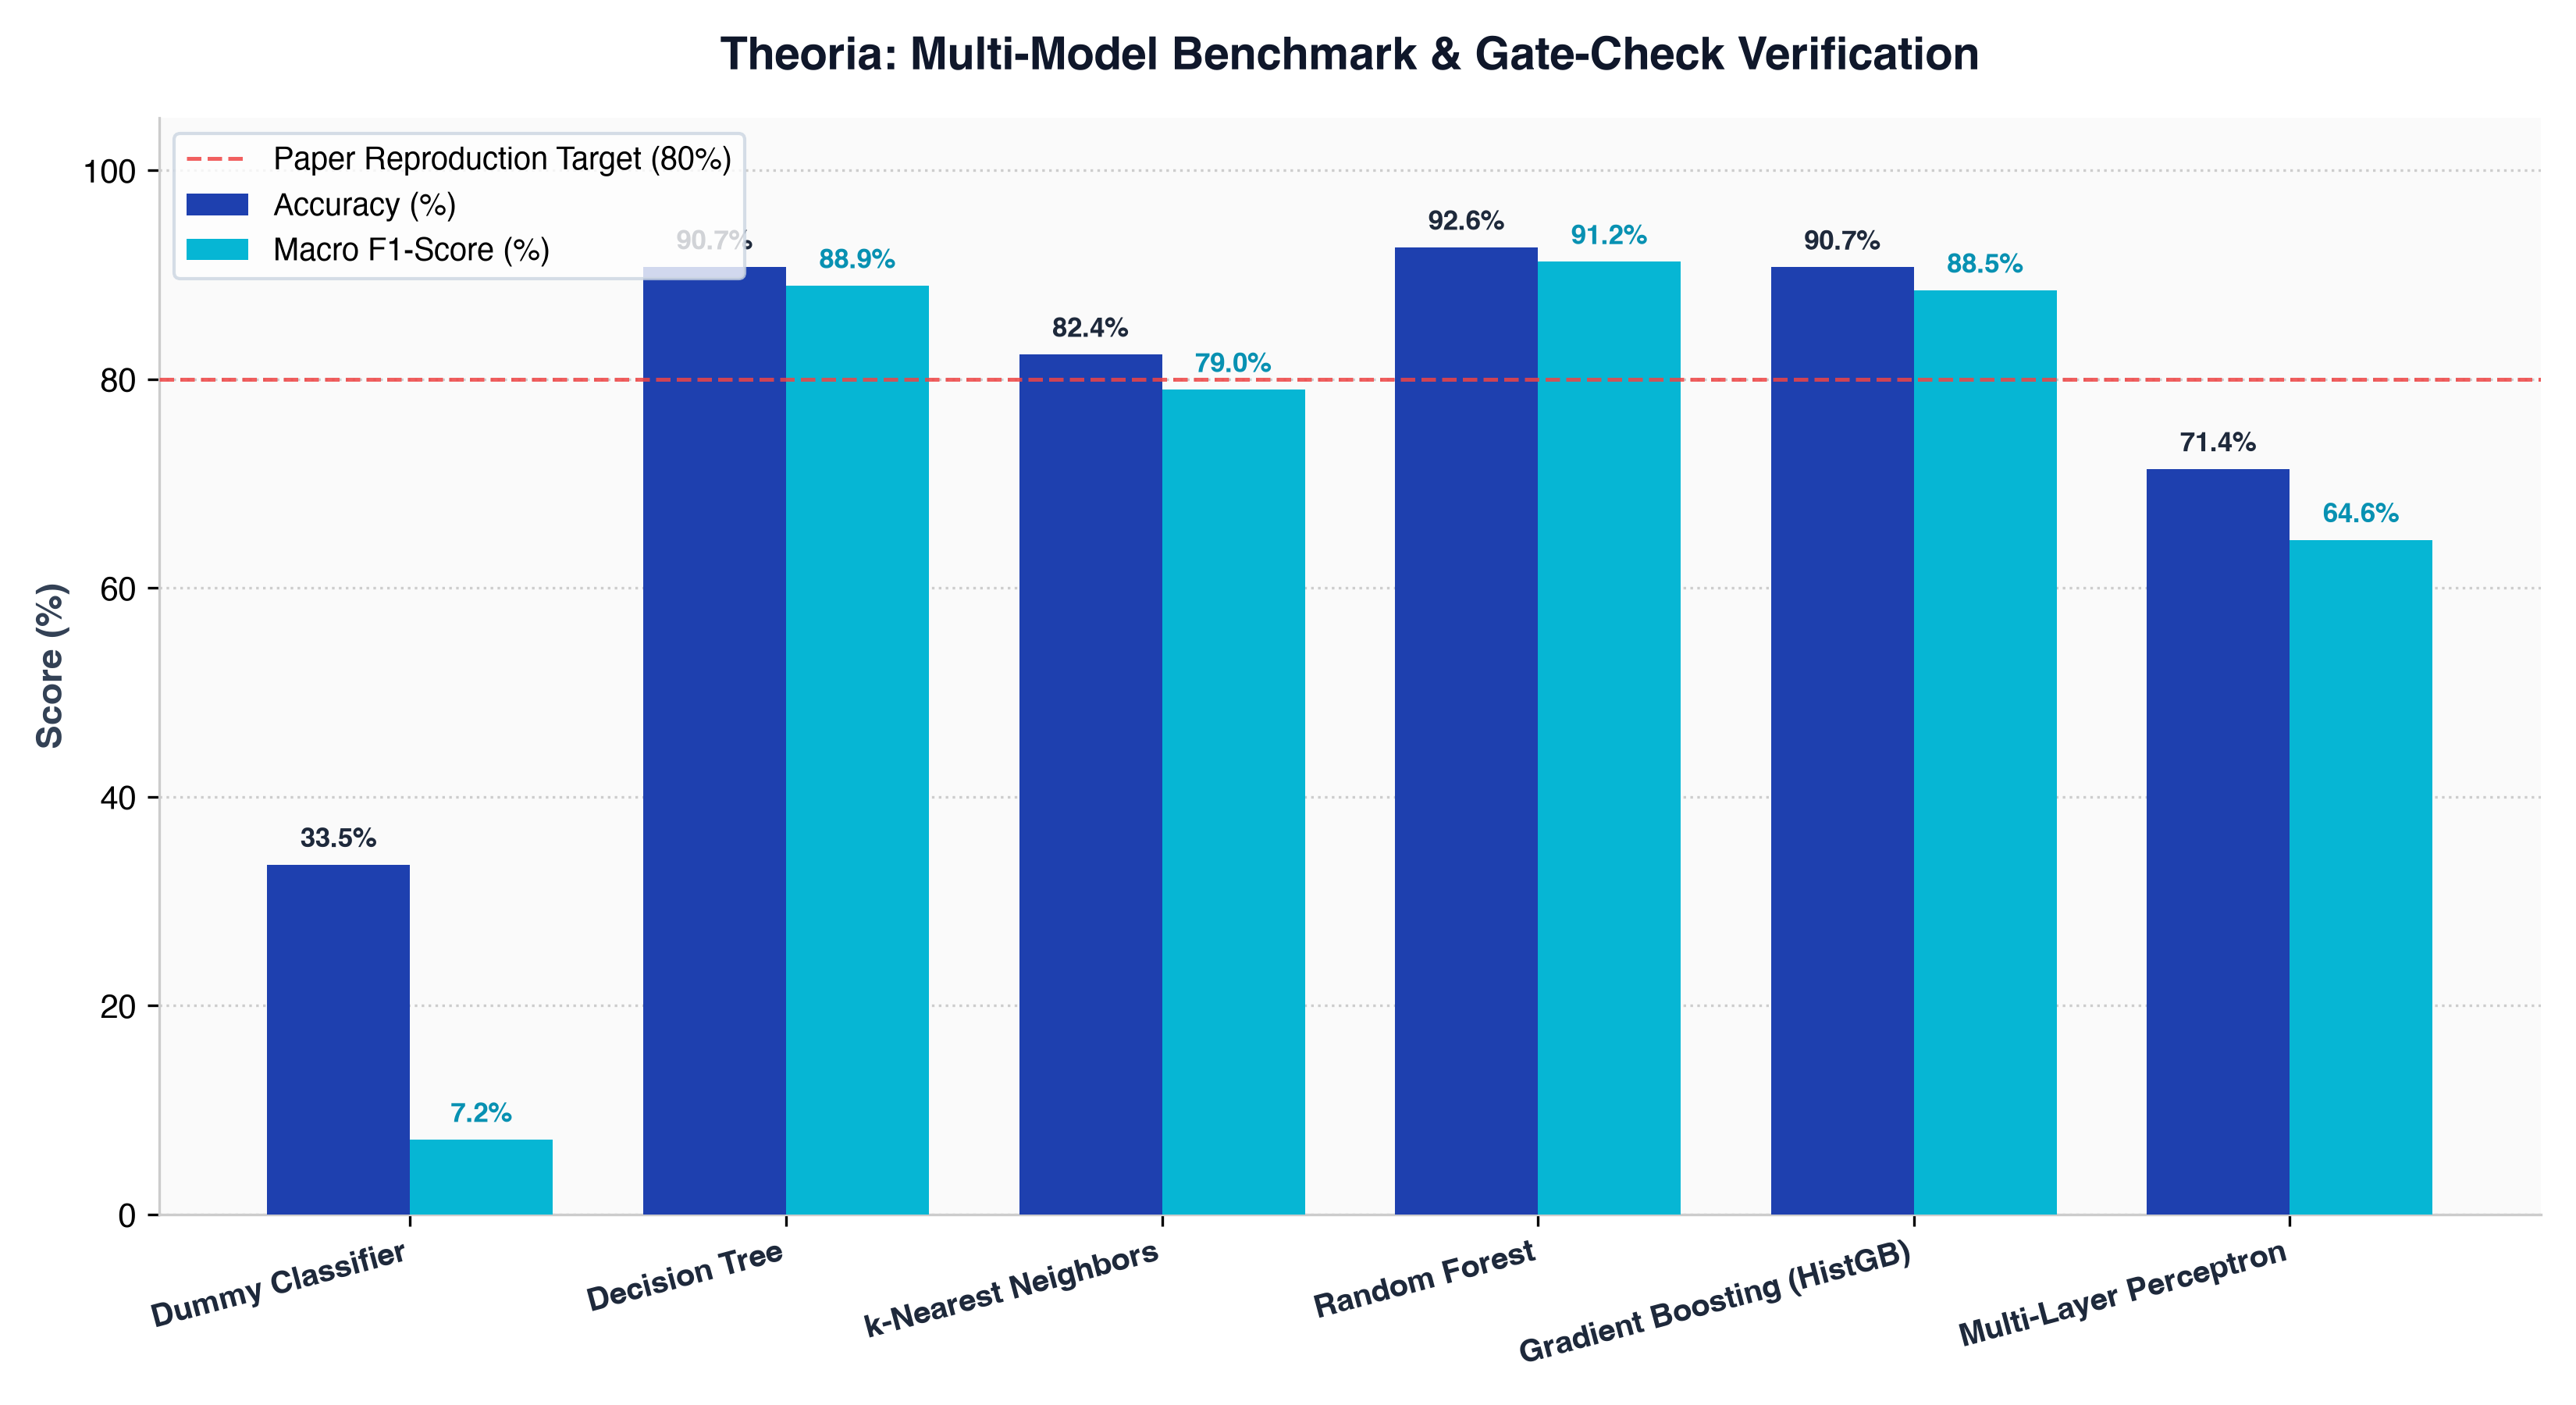 Theoria: Multi-Model Benchmark & Gate-Check Verification
Paper Reproduction Target (80%)
Accuracy (%)
Macro F1-Score (%)
Score (%)
100
80
60
40
20
0
33.5%
7.2%
90.7%
88.9%
82.4%
79.0%
92.6%
91.2%
90.7%
88.5%
71.4%
64.6%
Dummy Classifier
Decision Tree
k-Nearest Neighbors
Random Forest
Gradient Boosting (HistGB)
Multi-Layer Perceptron